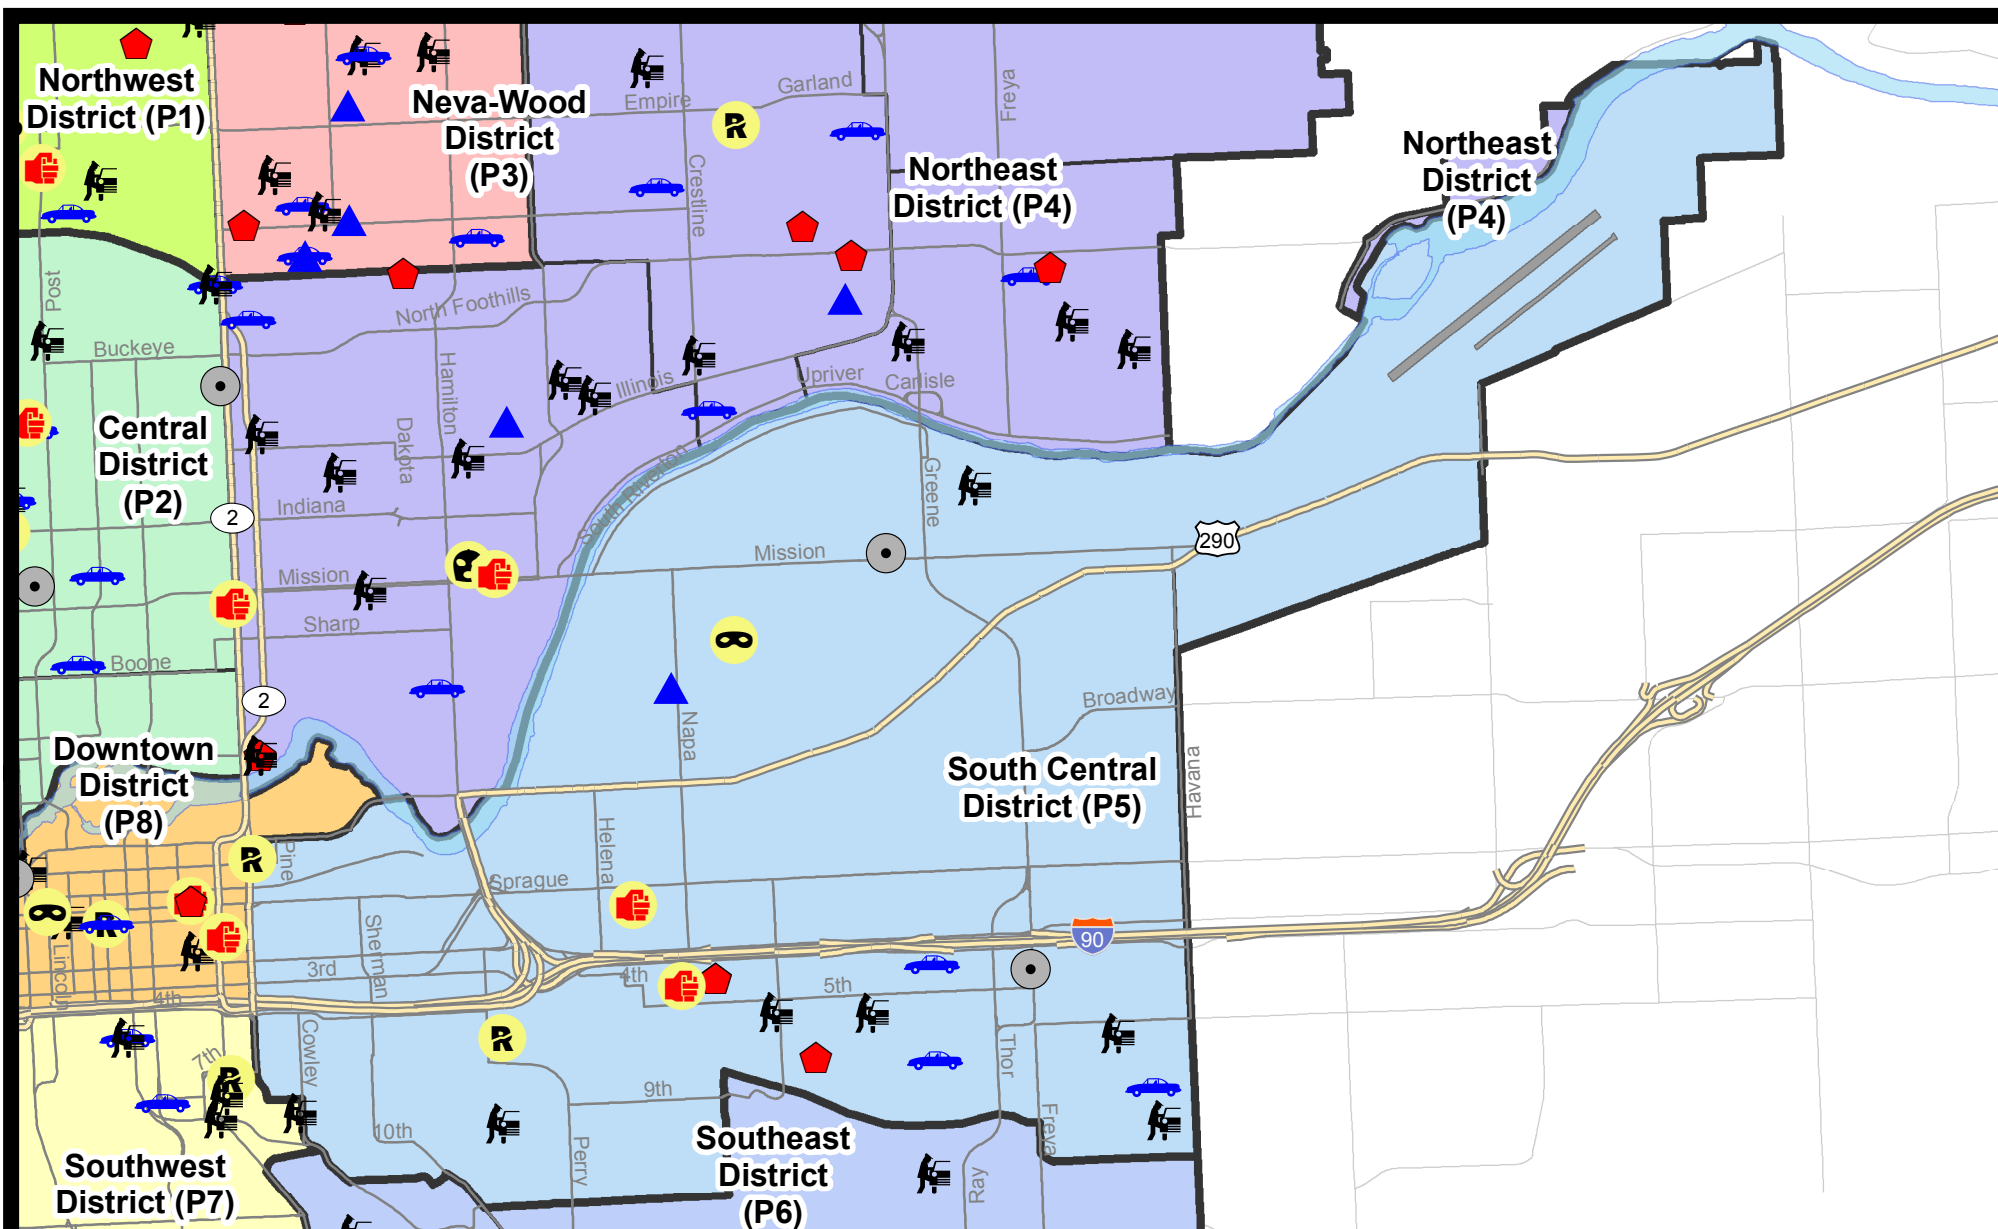 Northwest
District (P1)
Neva-Wood
District
(P3)
Garland
Empire
Freya
Crestline
R
Northeast
District (P4)
Northeast
District
(P4)
Post
North Foothills
Buckeye
Hamilton
Illinois
Upriver
Carlisle
Central
District
(P2)
Dakota
South Riverton
Greene
Indiana
2
Mission
290
Mission
Sharp
Boone
2
Napa
Broadway
Havana
Downtown
District
(P8)
South Central
District (P5)
Pine
R
Helena
Sprague
Sherman
R
Lincoln
90
3rd
4th
4th
5th
R
Cowley
7th
R
Thor
9th
Freya
10th
Perry
Ray
Southeast
District
(P6)
Southwest
District (P7)